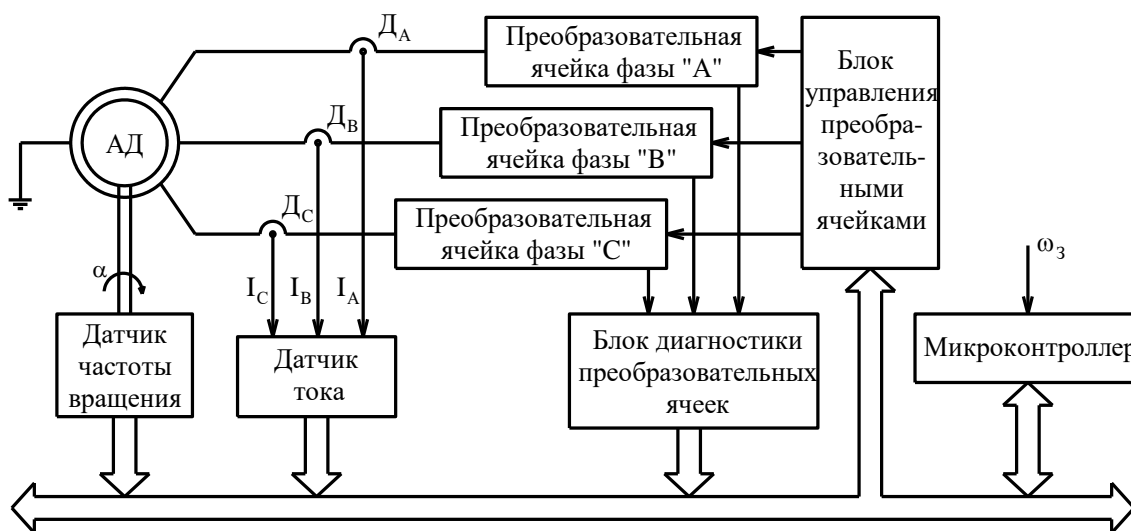 Д_A
Преобразовательная
ячейка фазы "А"
Блок
управления
преобра-
зователь-
ными
ячейками
АД
Д_B
Преобразовательная
ячейка фазы "В"
Д_C
Преобразовательная
ячейка фазы "С"
α
I_C
I_B
I_A
ω_З
Датчик
частоты
вращения
Датчик
тока
Блок диагностики
преобразовательных
ячеек
Микроконтроллер